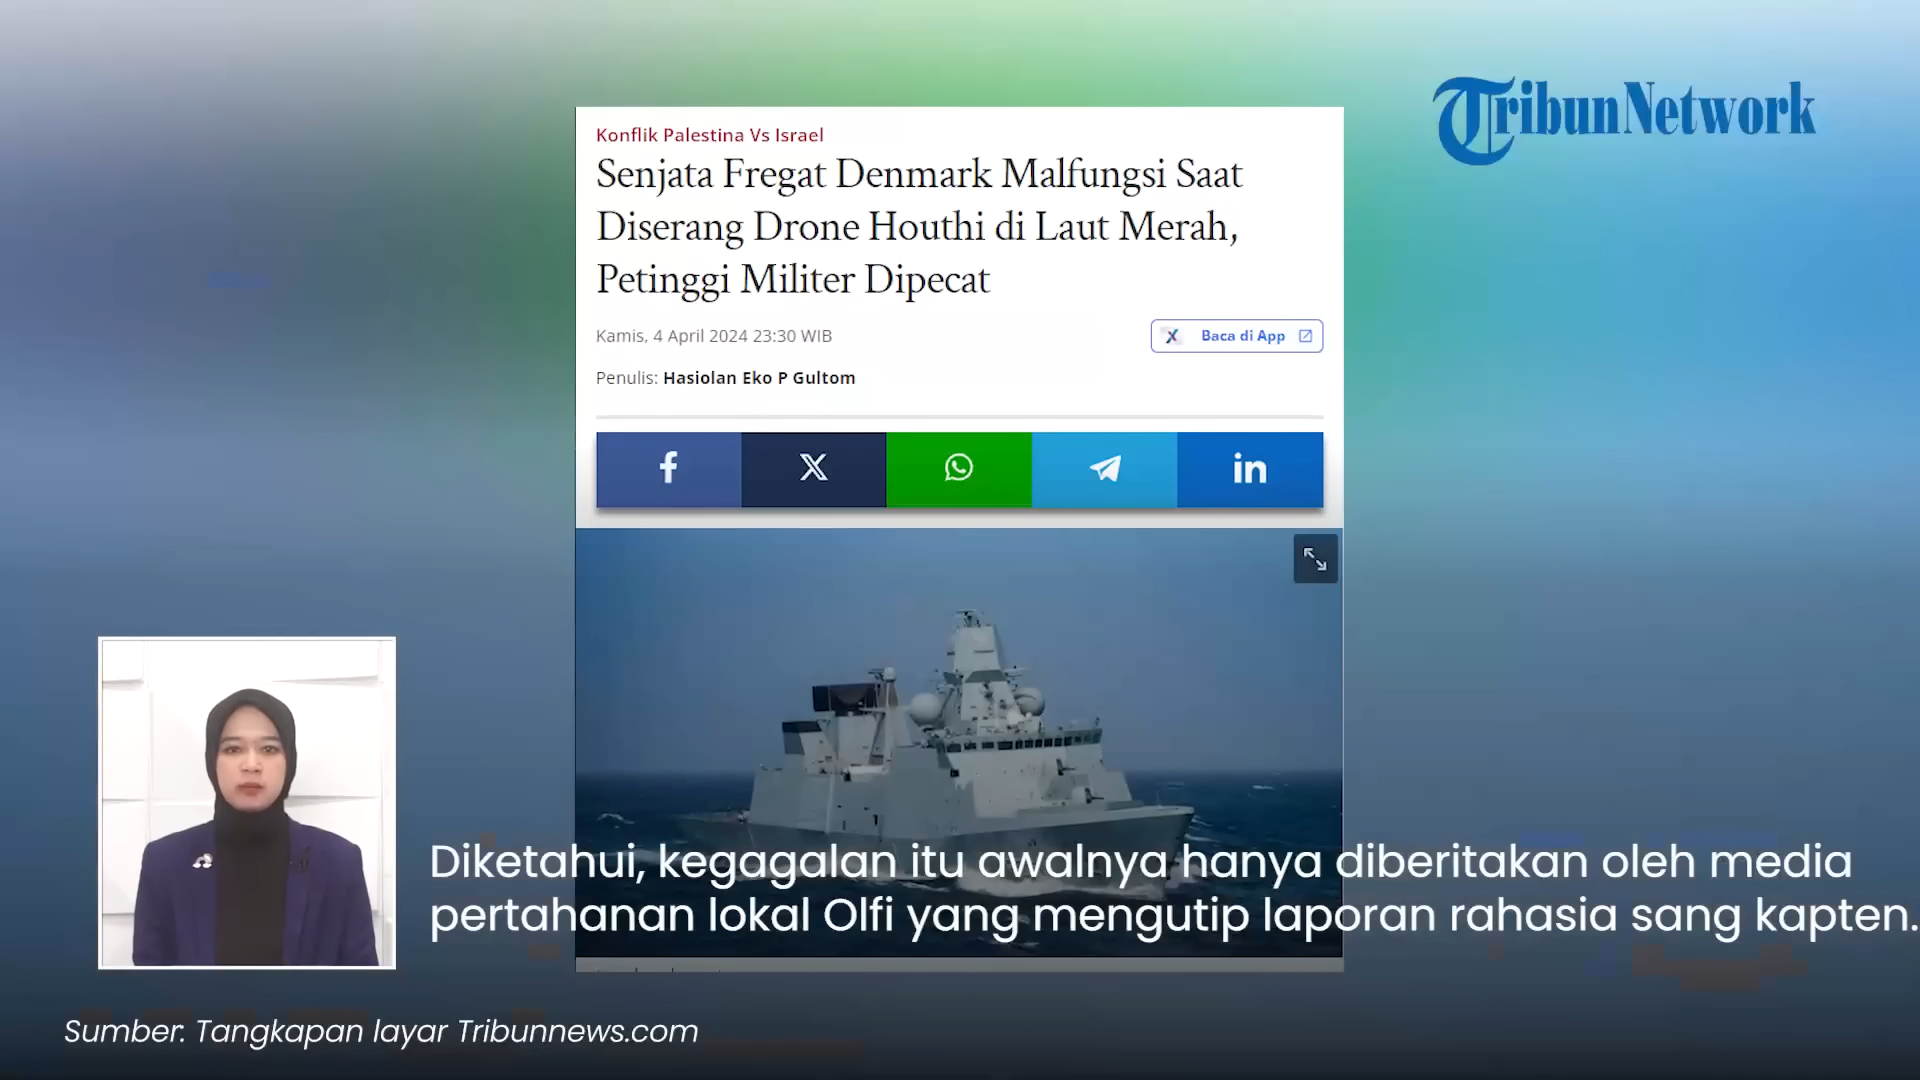 Tribun Network
Konflik Palestina Vs Israel
Senjata Fregat Denmark Malfungsi Saat
Diserang Drone Houthi di Laut Merah,
Petinggi Militer Dipecat
Kamis, 4 April 2024 23:30 WIB
Baca di App
Penulis: Hasiolan Eko P Gultom
Diketahui, kegagalan itu awalnya hanya diberitakan oleh media
pertahanan lokal Olfi yang mengutip laporan rahasia sang kapten.
Sumber: Tangkapan layar Tribunnews.com